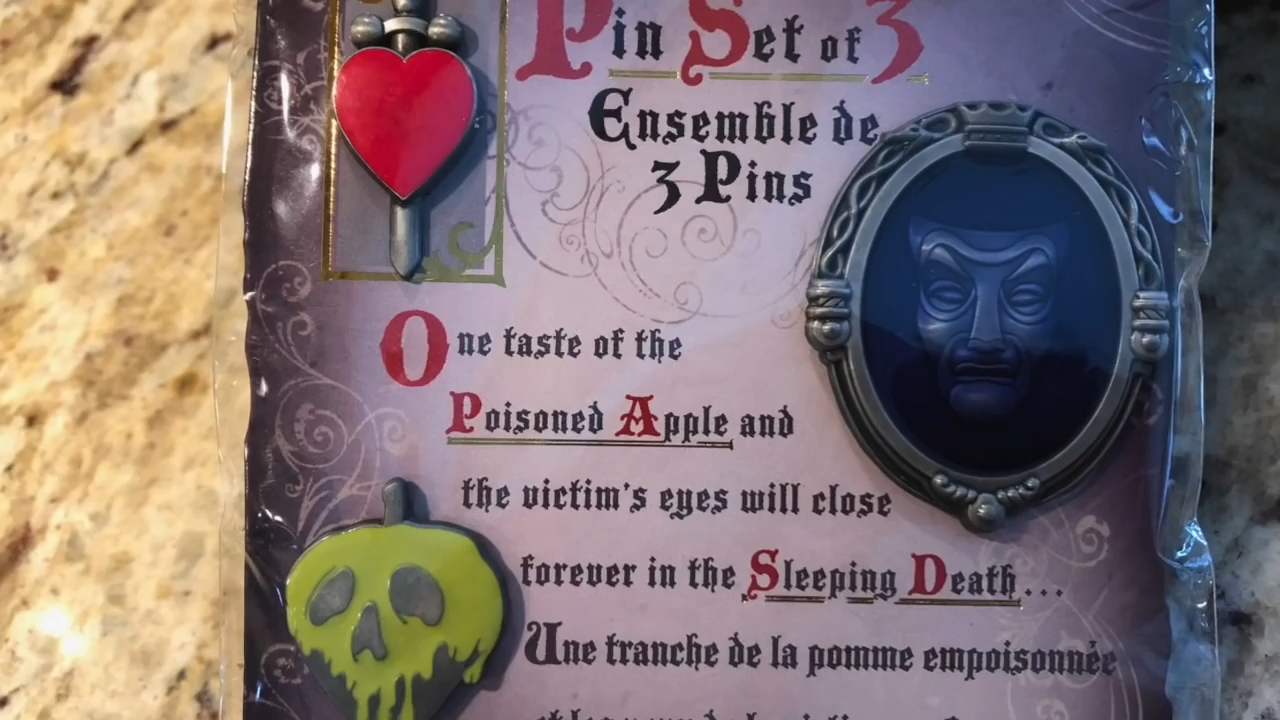 Pin Set of 3
Ensemble de
3 Pins
One taste of the
Poisoned Apple and
the victim's eyes will close
forever in the Sleeping Death...
Une tranche de la pomme empoisonnée